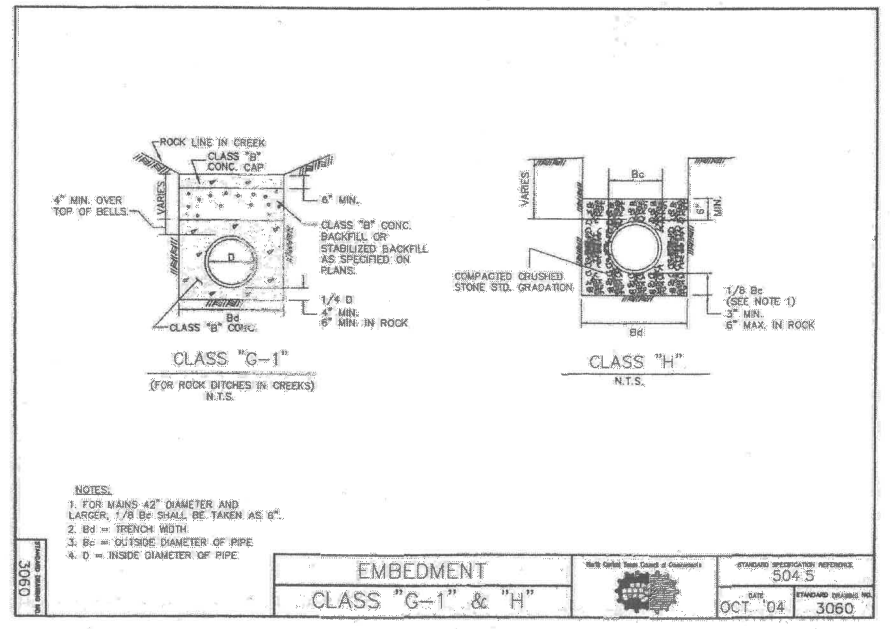 ROCK LINE IN CREEK
CLASS "B"
CONC. CAP
VARIES
4" MIN. OVER
TOP OF BELLS.
6" MIN.
CLASS "B" CONC.
BACKFILL OR
STABILIZED BACKFILL
AS SPECIFIED ON
PLANS.
D
1/4 D
4" MIN.
6" MIN. IN ROCK
Bd
CLASS "B" CONC.
CLASS "G-1"
(FOR ROCK DITCHES IN CREEKS)
N.T.S.
VARIES
Bc
6"
MIN.
COMPACTED CRUSHED
STONE STD. GRADATION
1/8 Bc
(SEE NOTE 1)
3" MIN.
6" MAX. IN ROCK
Bd
CLASS "H"
N.T.S.
NOTES:
1. FOR MAINS 42" DIAMETER AND
LARGER, 1/8 Bc SHALL BE TAKEN AS 6".
2. Bd = TRENCH WIDTH
3. Bc = OUTSIDE DIAMETER OF PIPE
4. D = INSIDE DIAMETER OF PIPE
STANDARD DRAWING NO.
3060
EMBEDMENT
CLASS "G-1" & "H"
North Central Texas Council of Governments
STANDARD SPECIFICATION REFERENCE
504.5
DATE
OCT. '04
STANDARD DRAWING NO.
3060